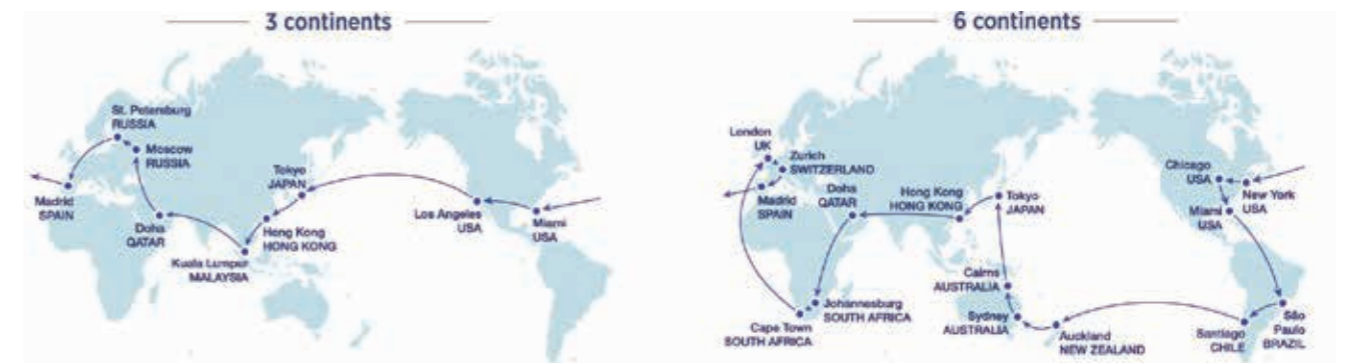 3 continents
St. Petersburg
RUSSIA
Moscow
RUSSIA
Madrid
SPAIN
Doha
QATAR
Tokyo
JAPAN
Hong Kong
HONG KONG
Kuala Lumpur
MALAYSIA
Los Angeles
USA
Miami
USA
6 continents
London
UK
Zurich
SWITZERLAND
Madrid
SPAIN
Doha
QATAR
Hong Kong
HONG KONG
Tokyo
JAPAN
Cairns
AUSTRALIA
Sydney
AUSTRALIA
Auckland
NEW ZEALAND
Johannesburg
SOUTH AFRICA
Cape Town
SOUTH AFRICA
Chicago
USA
New York
USA
Miami
USA
São
Paulo
BRAZIL
Santiago
CHILE